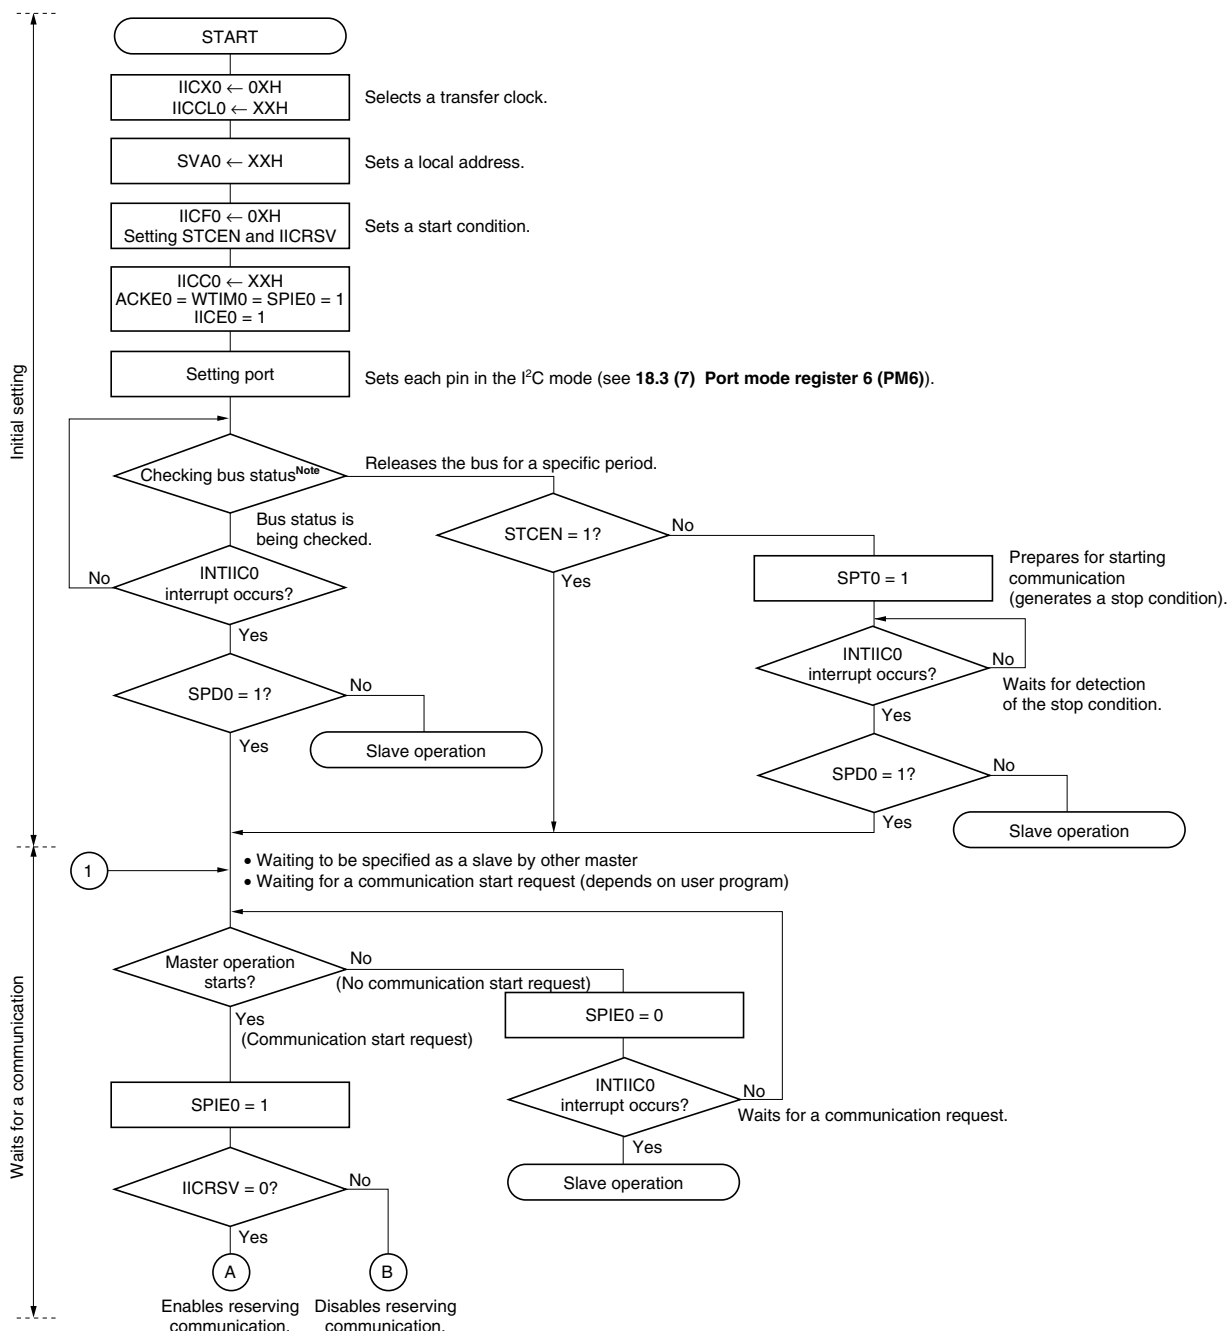 START
IICX0 ← 0XH
IICCL0 ← XXH
Selects a transfer clock.
SVA0 ← XXH
Sets a local address.
IICF0 ← 0XH
Setting STCEN and IICRSV
Sets a start condition.
IICC0 ← XXH
ACKE0 = WTIM0 = SPIE0 = 1
IICE0 = 1
Initial setting
Setting port
Sets each pin in the I²C mode (see 18.3 (7) Port mode register 6 (PM6)).
Checking bus statusNote
Releases the bus for a specific period.
Bus status is
being checked.
STCEN = 1?
No
Yes
SPT0 = 1
Prepares for starting
communication
(generates a stop condition).
No
INTIIC0
interrupt occurs?
Yes
INTIIC0
interrupt occurs?
No
Waits for detection
of the stop condition.
Yes
SPD0 = 1?
No
Slave operation
Yes
SPD0 = 1?
No
Slave operation
Yes
1
• Waiting to be specified as a slave by other master
• Waiting for a communication start request (depends on user program)
Waits for a communication
Master operation
starts?
No
(No communication start request)
Yes
(Communication start request)
SPIE0 = 0
SPIE0 = 1
INTIIC0
interrupt occurs?
No
Waits for a communication request.
Yes
Slave operation
IICRSV = 0?
No
Yes
A
B
Enables reserving
communication.
Disables reserving
communication.